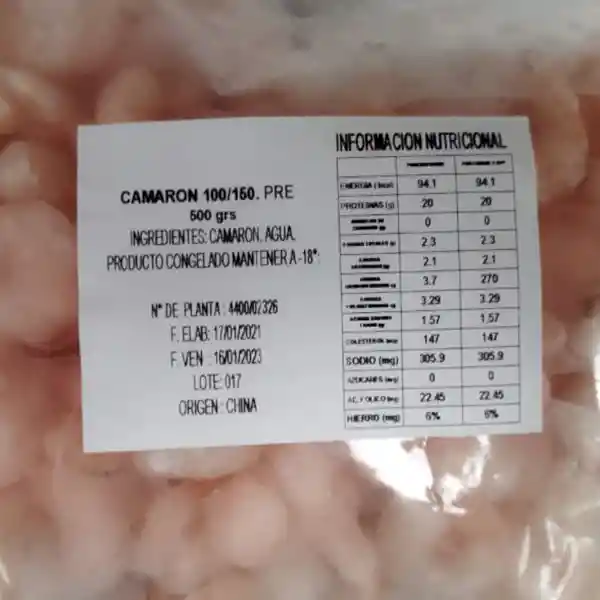 CAMARON 100/150. PRE
500 grs
INGREDIENTES: CAMARON, AGUA.
PRODUCTO CONGELADO MANTENER A -18°:
N° DE PLANTA : 4400/02326
F. ELAB: 17/01/2021
F. VEN : 16/01/2023
LOTE: 017
ORIGEN : CHINA
INFORMACION NUTRICIONAL
ENERGIA (kcal) 94.1 94.1
PROTEINAS (g) 20 20
0 0
2.3 2.3
2.1 2.1
3.7 270
3.29 3.29
1.57 1.57
COLESTEROL 147 147
SODIO (mg) 305.9 305.9
AZUCARES 0 0
22.45 22.45
HIERRO (mg) 6% 6%